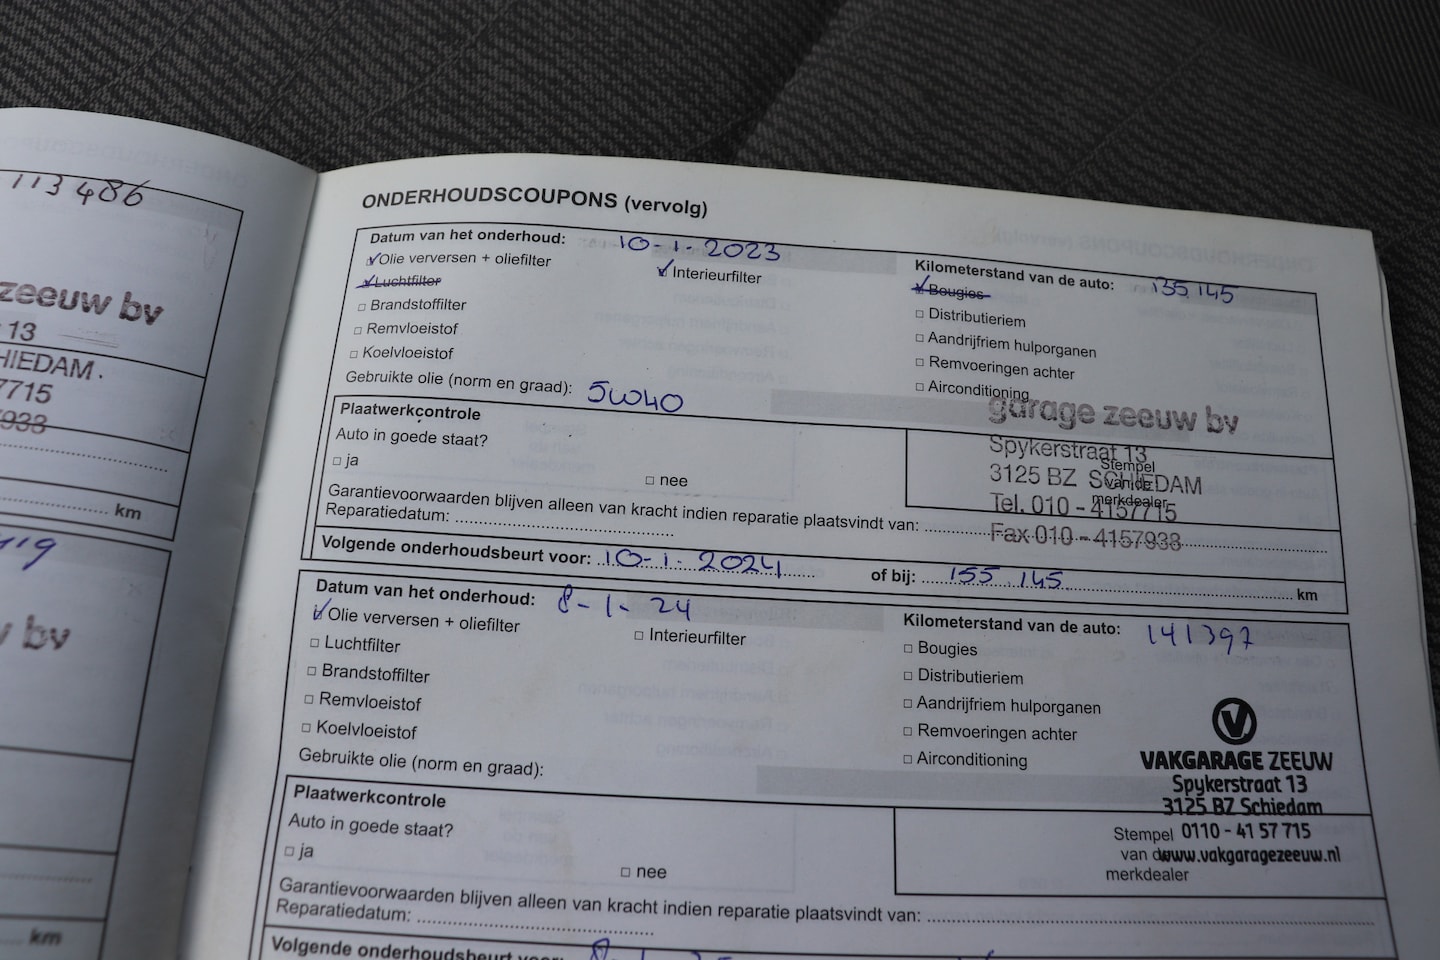 113486
zeeuw bv
13
HIEDAM.
7715
938
km
bv
km
ONDERHOUDSCOUPONS (vervolg)
Datum van het onderhoud: 10-1-2023
Kilometerstand van de auto: 135.145
Olie verversen + oliefilter
Interieurfilter
Luchtfilter
Bougies
Brandstoffilter
Distributieriem
Remvloeistof
Aandrijfriem hulporganen
Koelvloeistof
Remvoeringen achter
Gebruikte olie (norm en graad): 5W40
Airconditioning
Plaatwerkcontrole
garage zeeuw bv
Auto in goede staat?
Spykerstraat 13
ja
nee
3125 BZ SCHIEDAM
Stempel
van de
merkdealer
Tel. 010 - 4157715
Fax 010 - 4157938
Garantievoorwaarden blijven alleen van kracht indien reparatie plaatsvindt van:
Reparatiedatum:
Volgende onderhoudsbeurt voor: 10-1-2024 of bij: 155.145 km
Datum van het onderhoud: 8-1-24
Kilometerstand van de auto: 141397
Olie verversen + oliefilter
Interieurfilter
Luchtfilter
Bougies
Brandstoffilter
Distributieriem
Remvloeistof
Aandrijfriem hulporganen
Koelvloeistof
Remvoeringen achter
Gebruikte olie (norm en graad):
Airconditioning
VAKGARAGE ZEEUW
Spykerstraat 13
3125 BZ Schiedam
0110 - 41 57 715
www.vakgaragezeeuw.nl
Plaatwerkcontrole
Auto in goede staat?
ja
nee
Stempel
van de
merkdealer
Garantievoorwaarden blijven alleen van kracht indien reparatie plaatsvindt van:
Reparatiedatum:
Volgende onderhoudsbeurt voor: